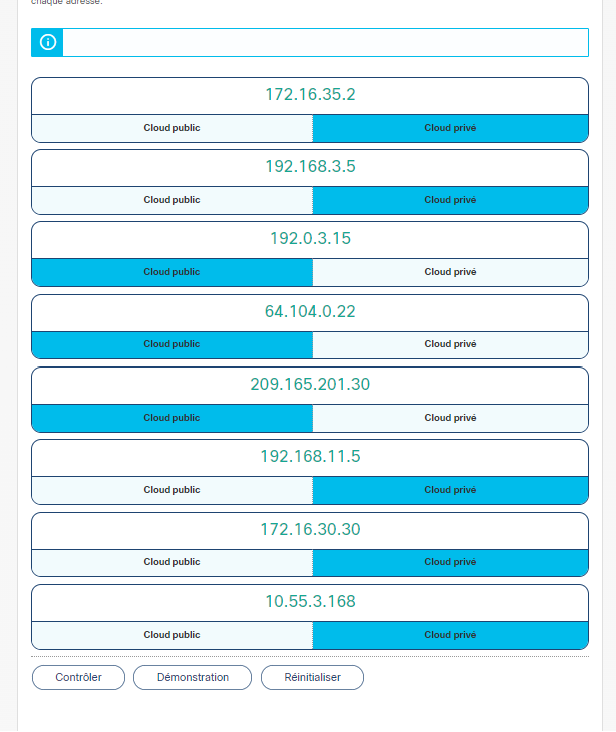 chaque adresse.
172.16.35.2
Cloud public Cloud privé
192.168.3.5
Cloud public Cloud privé
192.0.3.15
Cloud public Cloud privé
64.104.0.22
Cloud public Cloud privé
209.165.201.30
Cloud public Cloud privé
192.168.11.5
Cloud public Cloud privé
172.16.30.30
Cloud public Cloud privé
10.55.3.168
Cloud public Cloud privé
Contrôler Démonstration Réinitialiser